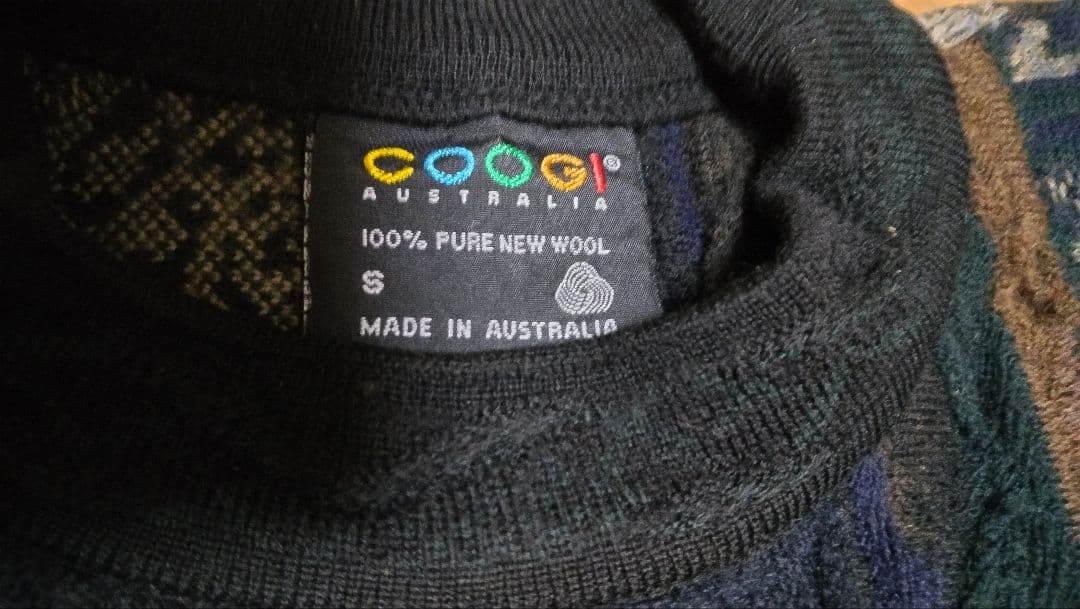 COOGI®
AUSTRALIA
100% PURE NEW WOOL
S
MADE IN AUSTRALIA